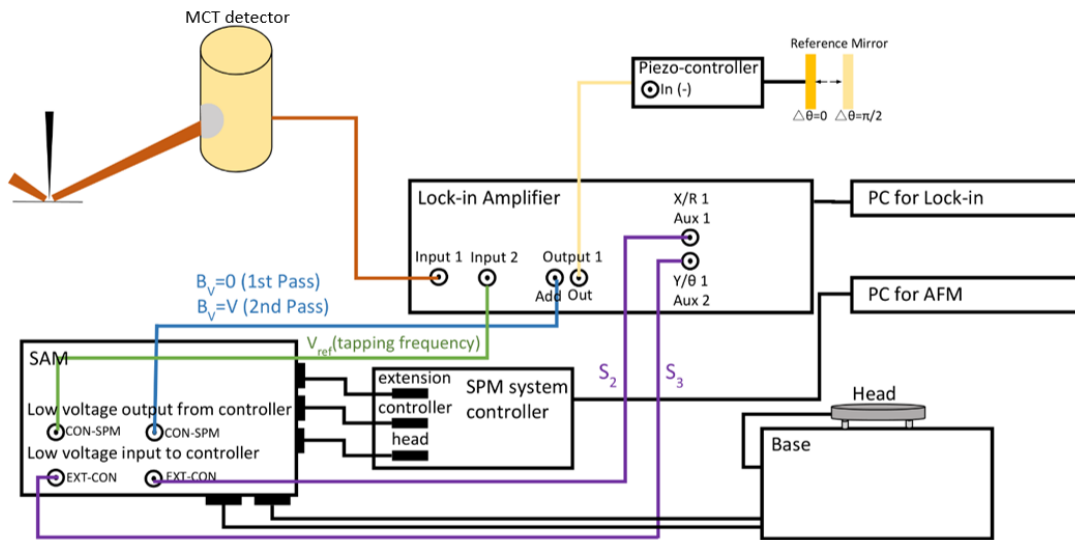 MCT detector
Reference Mirror
Piezo-controller
In (-)
△θ=0
△θ=π/2
Lock-in Amplifier
X/R 1
Aux 1
PC for Lock-in
Input 1
Input 2
Output 1
Add
Out
Y/θ 1
Aux 2
PC for AFM
B_V=0 (1st Pass)
B_V=V (2nd Pass)
V_ref(tapping frequency)
SAM
extension
controller
head
SPM system
controller
S_2
S_3
Head
Base
Low voltage output from controller
CON-SPM
CON-SPM
Low voltage input to controller
EXT-CON
EXT-CON